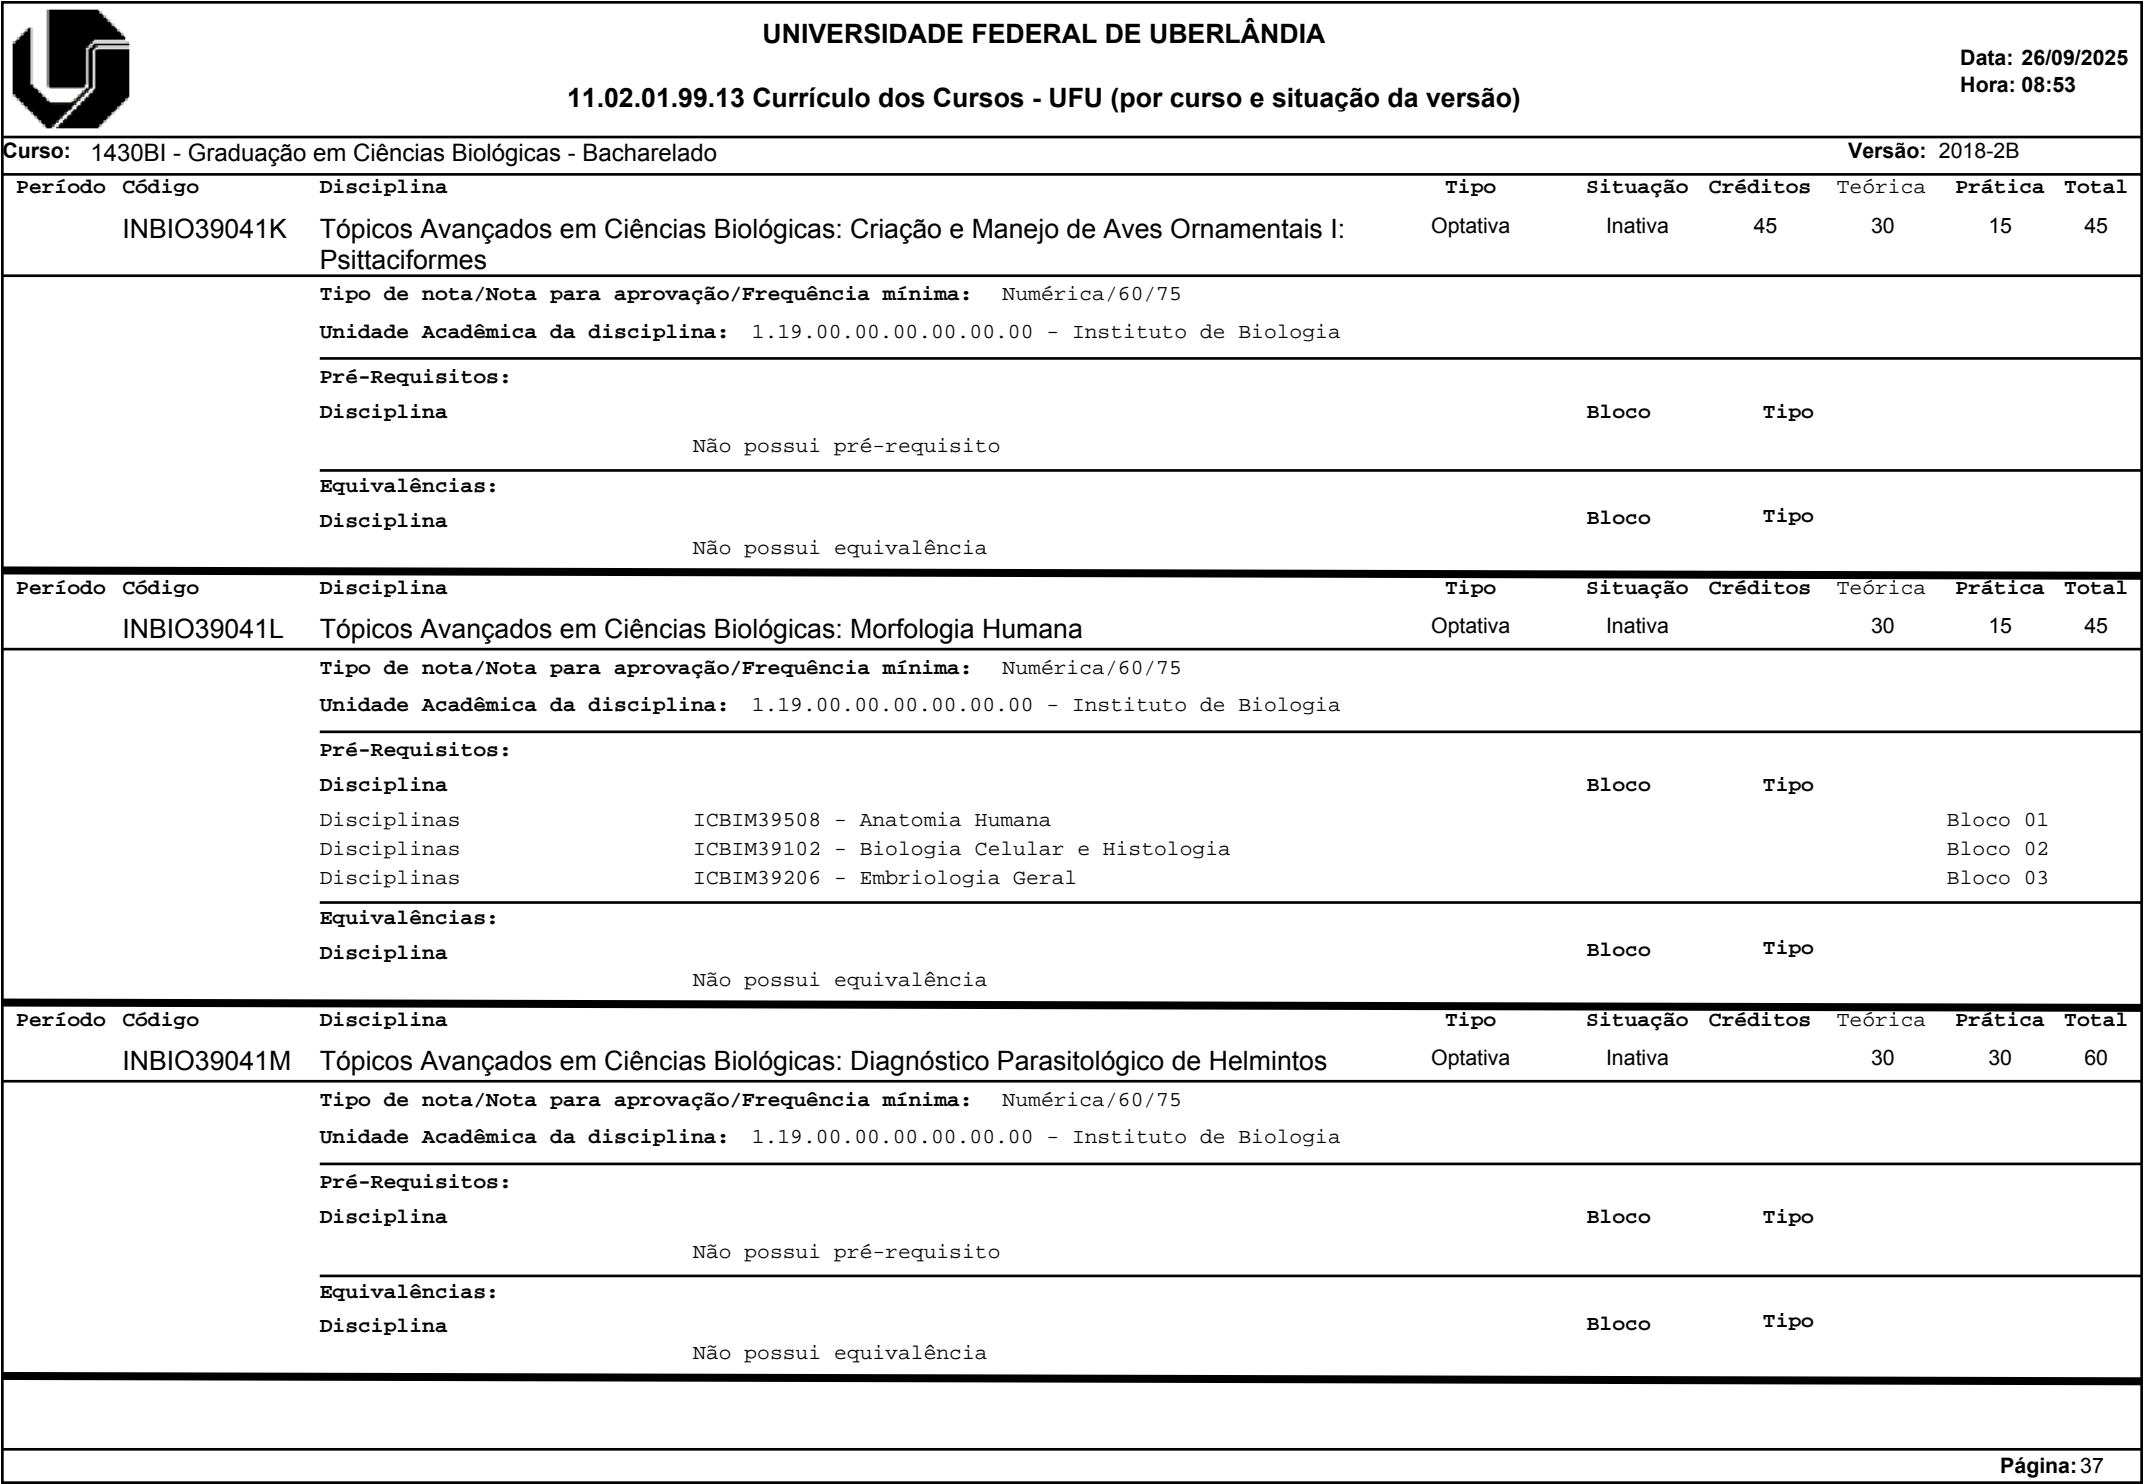 UNIVERSIDADE FEDERAL DE UBERLÂNDIA
Data: 26/09/2025
Hora: 08:53
11.02.01.99.13 Currículo dos Cursos - UFU (por curso e situação da versão)
Curso: 1430BI - Graduação em Ciências Biológicas - Bacharelado Versão: 2018-2B
Período Código Disciplina Tipo Situação Créditos Teórica Prática Total
INBIO39041K Tópicos Avançados em Ciências Biológicas: Criação e Manejo de Aves Ornamentais I: Optativa Inativa 45 30 15 45
Psittaciformes
Tipo de nota/Nota para aprovação/Frequência mínima: Numérica/60/75
Unidade Acadêmica da disciplina: 1.19.00.00.00.00.00.00 - Instituto de Biologia
Pré-Requisitos:
Disciplina Bloco Tipo
Não possui pré-requisito
Equivalências:
Disciplina Bloco Tipo
Não possui equivalência
Período Código Disciplina Tipo Situação Créditos Teórica Prática Total
INBIO39041L Tópicos Avançados em Ciências Biológicas: Morfologia Humana Optativa Inativa 30 15 45
Tipo de nota/Nota para aprovação/Frequência mínima: Numérica/60/75
Unidade Acadêmica da disciplina: 1.19.00.00.00.00.00.00 - Instituto de Biologia
Pré-Requisitos:
Disciplina Bloco Tipo
Disciplinas ICBIM39508 - Anatomia Humana Bloco 01
Disciplinas ICBIM39102 - Biologia Celular e Histologia Bloco 02
Disciplinas ICBIM39206 - Embriologia Geral Bloco 03
Equivalências:
Disciplina Bloco Tipo
Não possui equivalência
Período Código Disciplina Tipo Situação Créditos Teórica Prática Total
INBIO39041M Tópicos Avançados em Ciências Biológicas: Diagnóstico Parasitológico de Helmintos Optativa Inativa 30 30 60
Tipo de nota/Nota para aprovação/Frequência mínima: Numérica/60/75
Unidade Acadêmica da disciplina: 1.19.00.00.00.00.00.00 - Instituto de Biologia
Pré-Requisitos:
Disciplina Bloco Tipo
Não possui pré-requisito
Equivalências:
Disciplina Bloco Tipo
Não possui equivalência
Página: 37